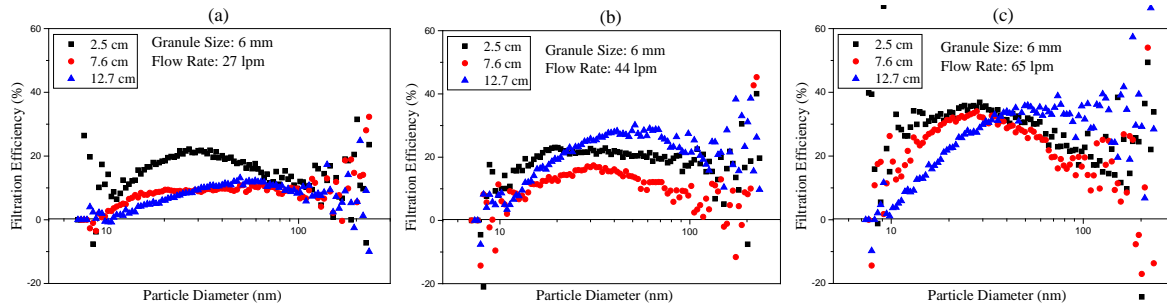 (a)
60
40
20
0
-20
10
100
Filtration Efficiency (%)
Particle Diameter (nm)
2.5 cm
7.6 cm
12.7 cm
Granule Size: 6 mm
Flow Rate: 27 lpm
(b)
60
40
20
0
-20
10
100
Filtration Efficiency (%)
Particle Diameter (nm)
2.5 cm
7.6 cm
12.7 cm
Granule Size: 6 mm
Flow Rate: 44 lpm
(c)
60
40
20
0
-20
10
100
Filtration Efficiency (%)
Particle Diameter (nm)
2.5 cm
7.6 cm
12.7 cm
Granule Size: 6 mm
Flow Rate: 65 lpm